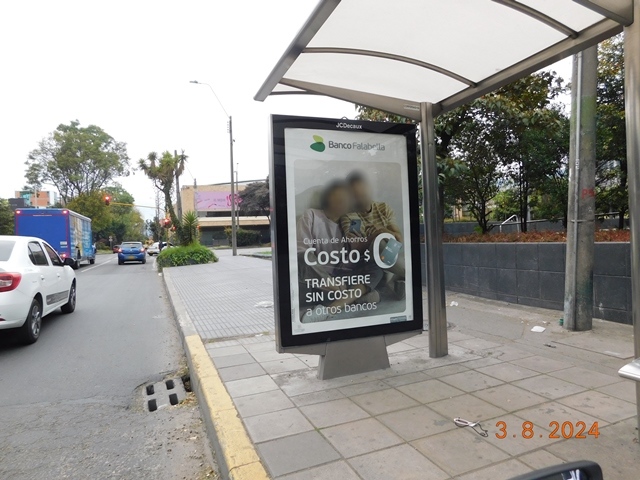 JCDecaux
Banco Falabella
Cuenta de Ahorros
Costo $0
TRANSFIERE
SIN COSTO
a otros bancos
3. 8. 2024